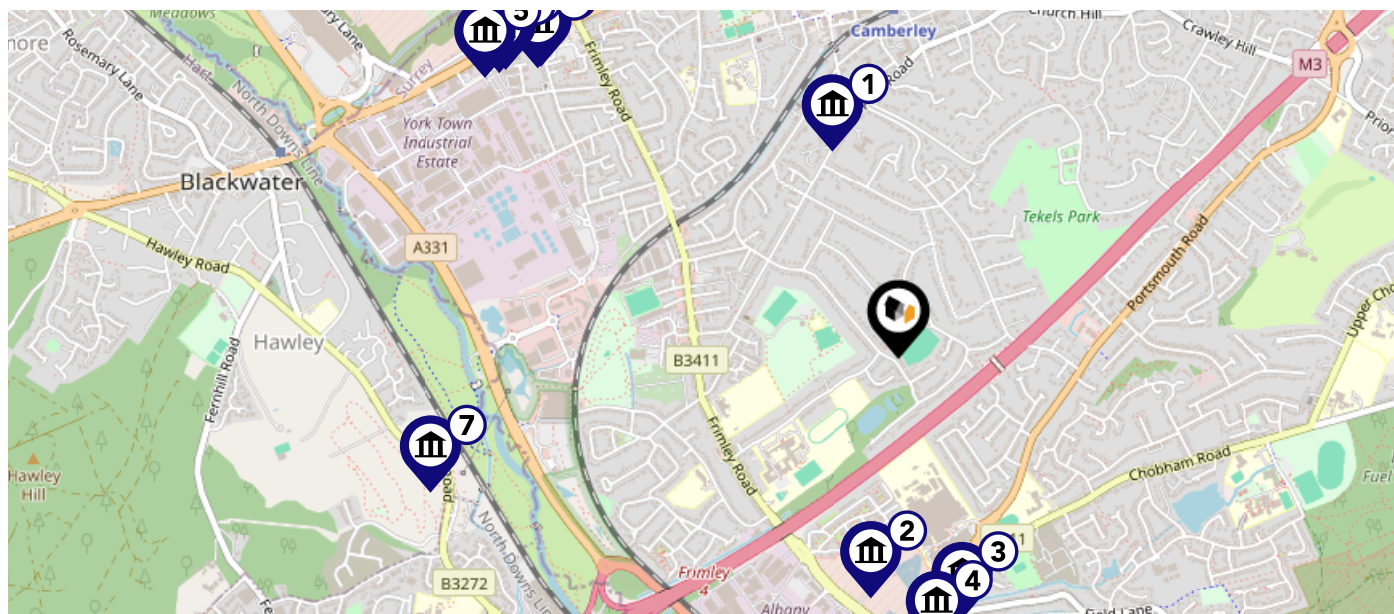 Meadows
Church Hill
Crawley Hill
Camberley
M3
Rosemary Lane
Hart
Surrey
Frimley Road
1
Road
York Town
Industrial
Estate
North Downs Line
Blackwater
Tekels Park
Hawley Road
A331
Portsmouth Road
Hawley
B3411
Fernhill Road
7
Road
Frimley Road
Chobham Road
Hawley
Hill
2
3
4
North Downs Line
B3272
Frimley
4
Albany
5